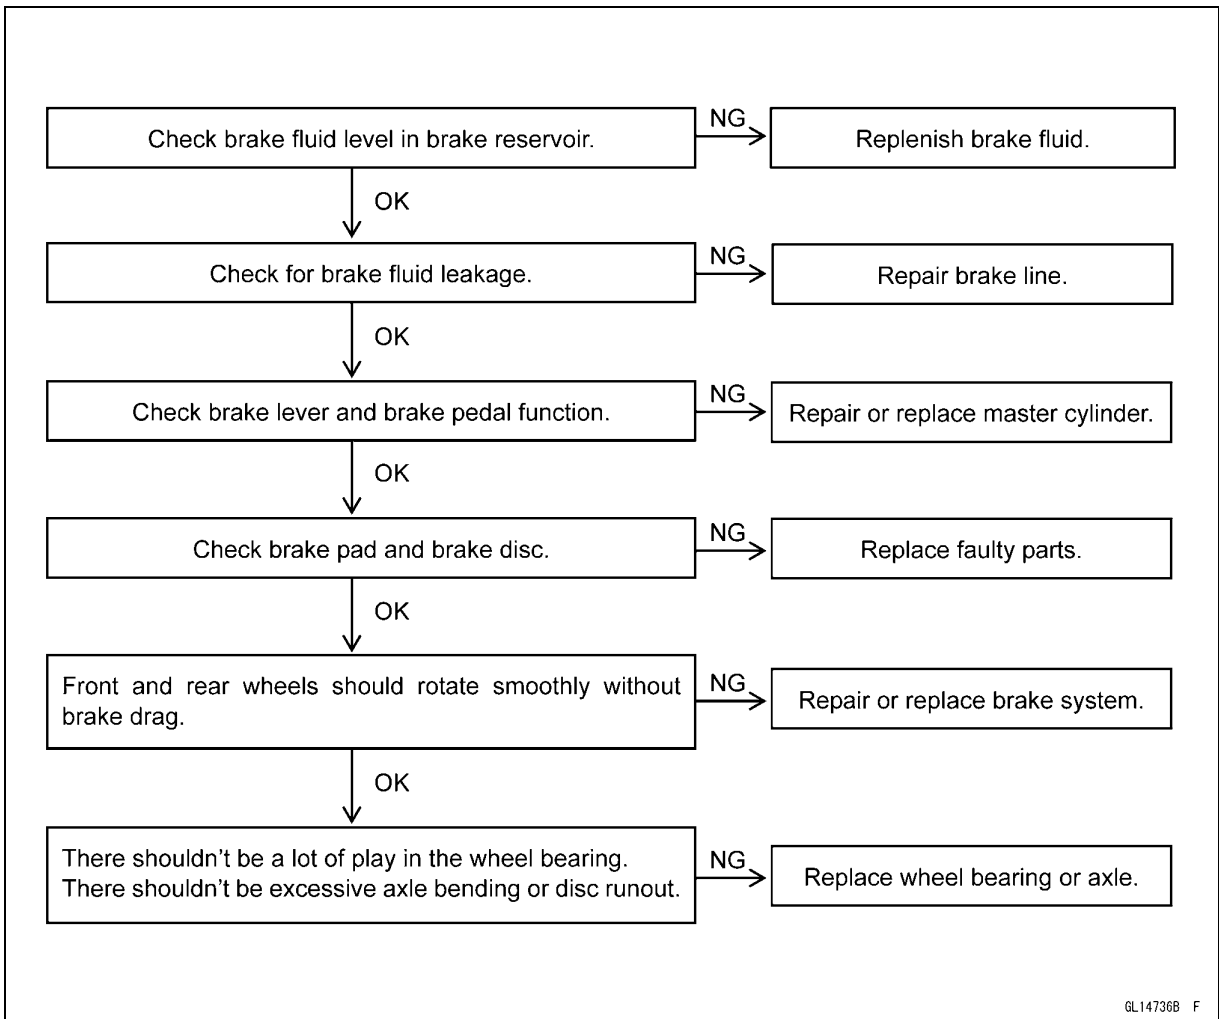 Check brake fluid level in brake reservoir.
NG
Replenish brake fluid.
OK
Check for brake fluid leakage.
NG
Repair brake line.
OK
Check brake lever and brake pedal function.
NG
Repair or replace master cylinder.
OK
Check brake pad and brake disc.
NG
Replace faulty parts.
OK
Front and rear wheels should rotate smoothly without
brake drag.
NG
Repair or replace brake system.
OK
There shouldn't be a lot of play in the wheel bearing.
There shouldn't be excessive axle bending or disc runout.
NG
Replace wheel bearing or axle.
GL14736B F